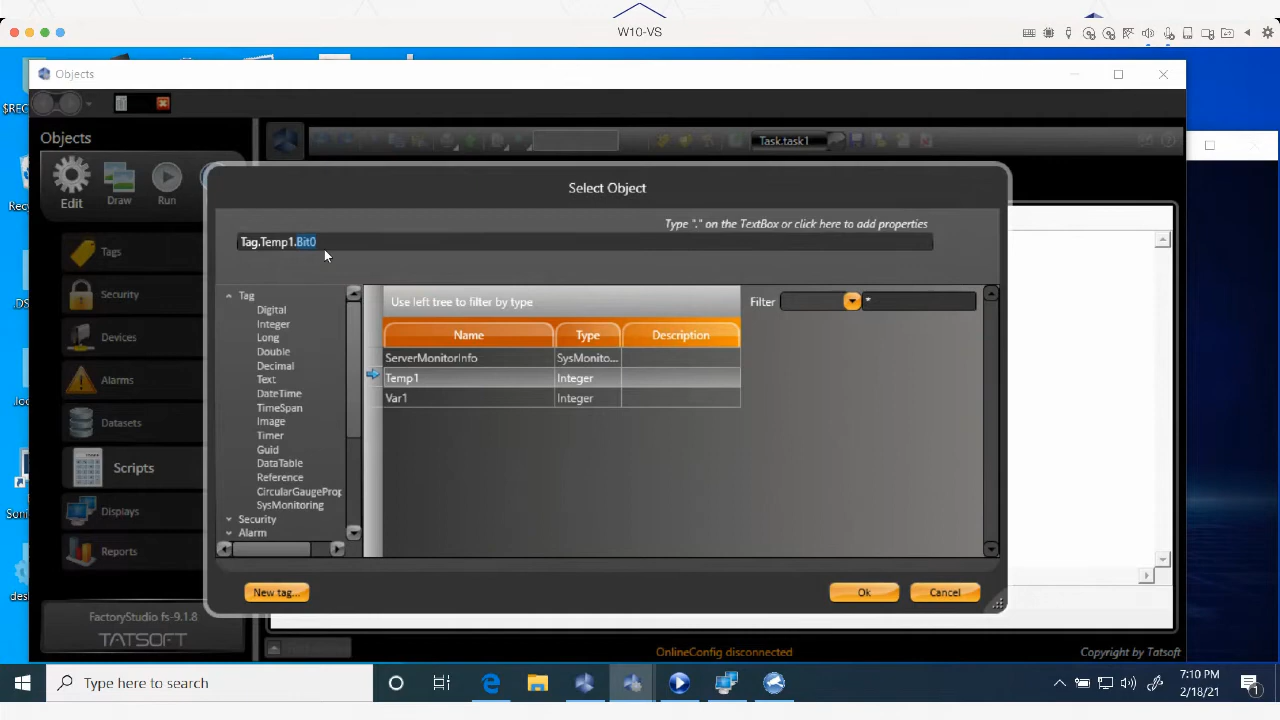 W10-VS
Objects
$REC
Objects
Task.task1
Edit
Draw
Run
Select Object
Type "." on the TextBox or click here to add properties
Tag.Temp1.Bit0
Tags
Security
Devices
Alarms
Datasets
Scripts
Displays
Reports
Tag
Digital
Integer
Long
Double
Decimal
Text
DateTime
TimeSpan
Image
Timer
Guid
DataTable
Reference
CircularGaugeProp
SysMonitoring
Security
Alarm
Use left tree to filter by type
Filter
*
Name Type Description
ServerMonitorInfo SysMonito...
Temp1 Integer
Var1 Integer
New tag...
Ok
Cancel
FactoryStudio fs-9.1.8
TATSOFT
OnlineConfig disconnected
Copyright by Tatsoft
Type here to search
7:10 PM
2/18/21
1